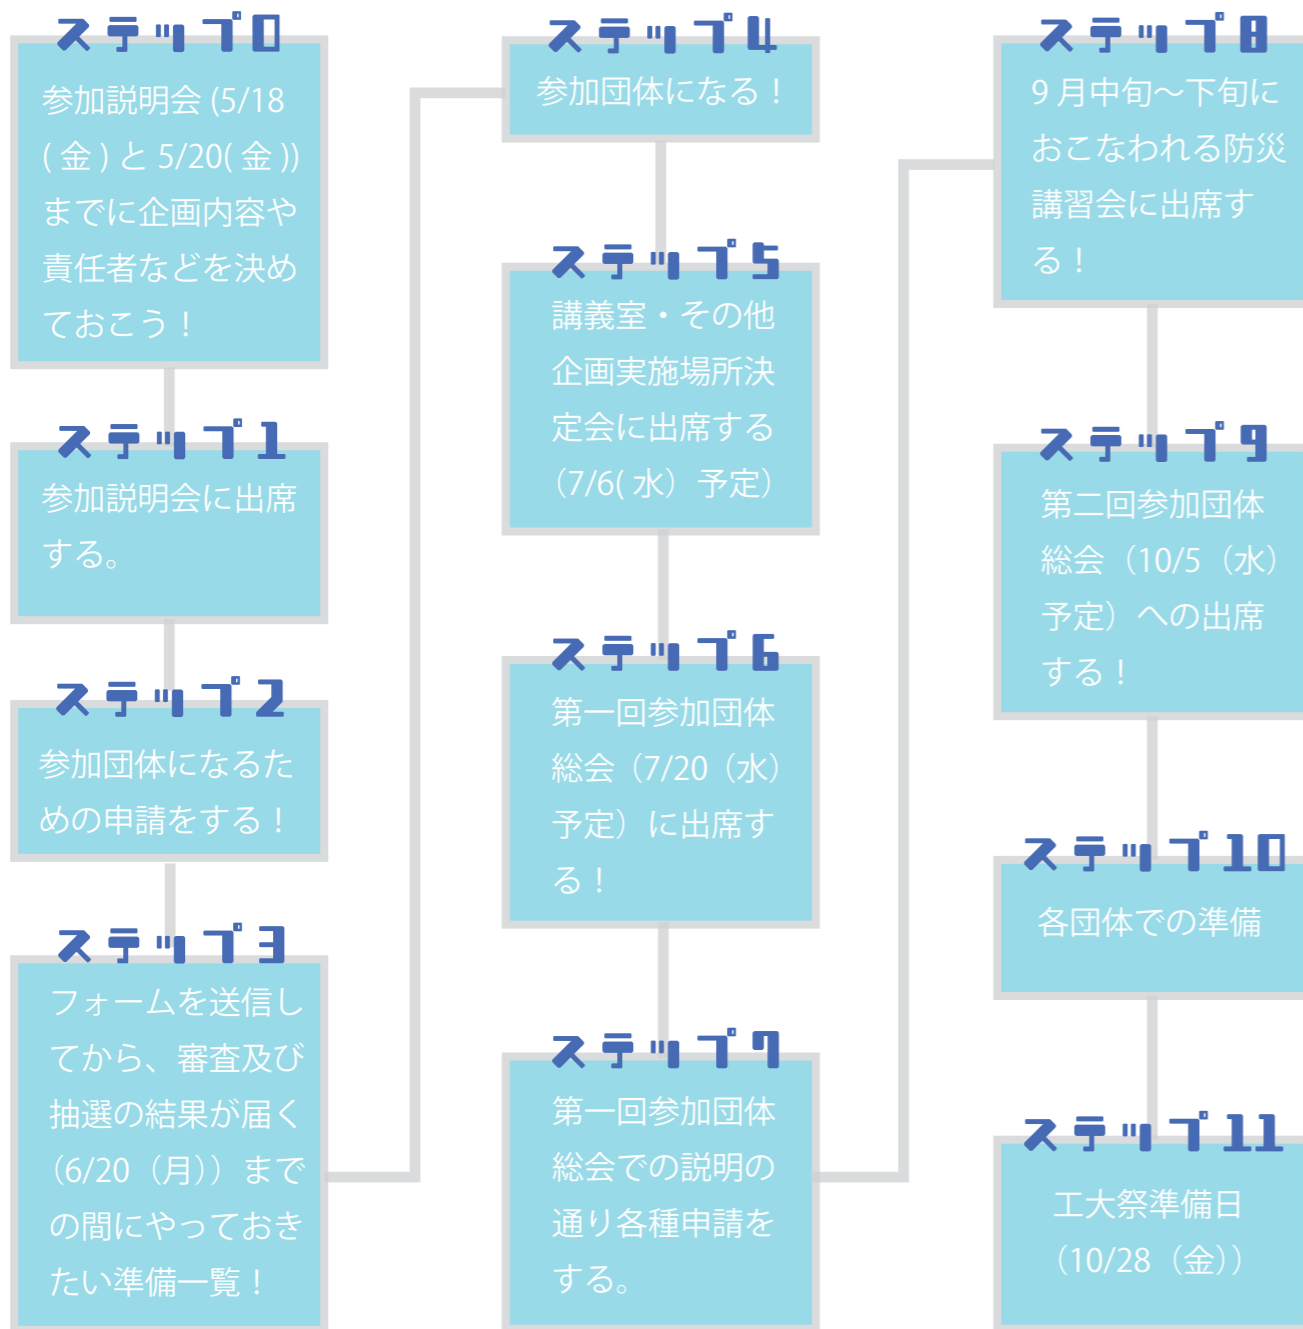 ステップ0
参加説明会 (5/18
( 金 ) と 5/20( 金 ))
までに企画内容や
責任者などを決め
ておこう！
ステップ1
参加説明会に出席
する。
ステップ2
参加団体になるた
めの申請をする！
ステップ3
フォームを送信し
てから、審査及び
抽選の結果が届く
（6/20（月））まで
の間にやっておき
たい準備一覧！
ステップ4
参加団体になる！
ステップ5
講義室・その他
企画実施場所決
定会に出席する
（7/6( 水）予定）
ステップ6
第一回参加団体
総会（7/20（水）
予定）に出席す
る！
ステップ7
第一回参加団体
総会での説明の
通り各種申請を
する。
ステップ8
9 月中旬～下旬に
おこなわれる防災
講習会に出席す
る！
ステップ9
第二回参加団体
総会（10/5（水）
予定）への出席
する！
ステップ10
各団体での準備
ステップ11
工大祭準備日
（10/28（金））